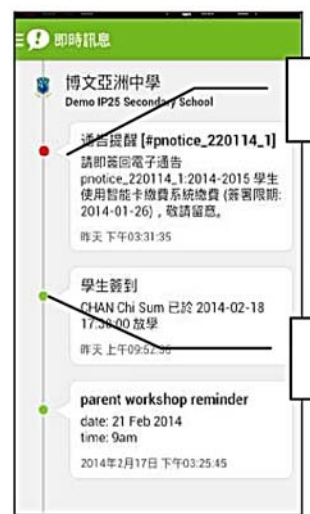 即時訊息
博文亞洲中學
Demo IP25 Secondary School
通告提醒 [#pnotice_220114_1]
請即簽回電子通告
pnotice_220114_1:2014-2015 學生
使用智能卡繳費系統繳費 (簽署限期:
2014-01-26)，敬請留意。
昨天 下午03:31:35
學生簽到
CHAN Chi Sum 已於 2014-02-18
17:30:00 放學
昨天 上午09:52:35
parent workshop reminder
date: 21 Feb 2014
time: 9am
2014年2月17日 下午03:25:45